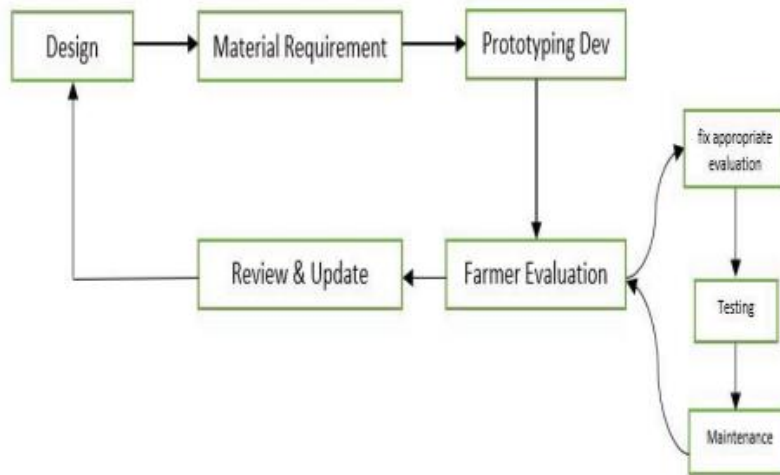 Design
Material Requirement
Prototyping Dev
fix appropriate
evaluation
Review & Update
Farmer Evaluation
Testing
Maintenance